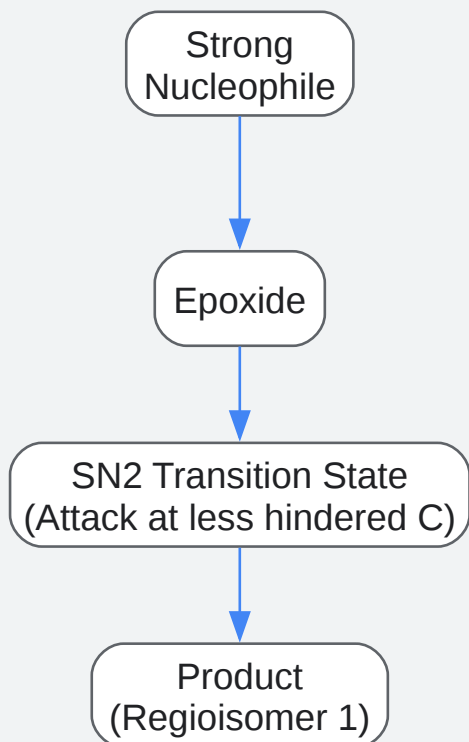 Strong
Nucleophile
Epoxide
SN2 Transition State
(Attack at less hindered C)
Product
(Regioisomer 1)